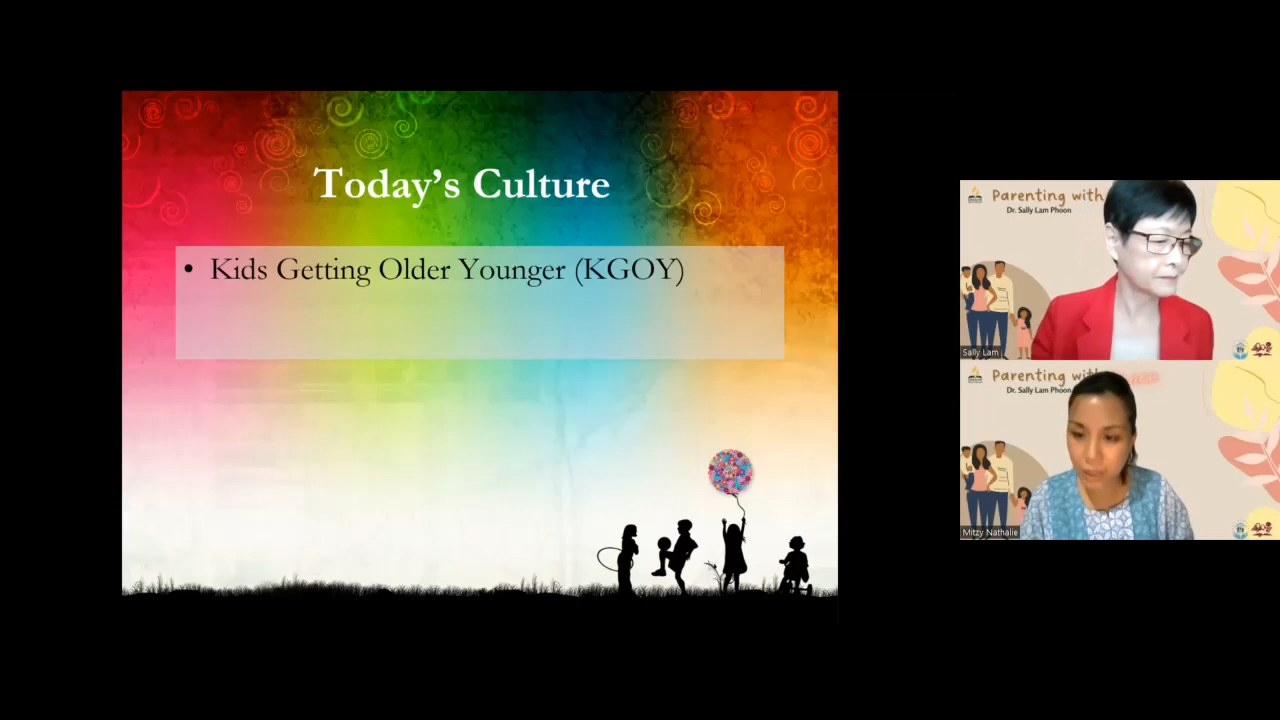 Today's Culture
• Kids Getting Older Younger (KGOY)
Parenting with
Dr. Sally Lam Phoon
Sally Lam
Parenting with
Dr. Sally Lam Phoon
Mitzy Nathalie